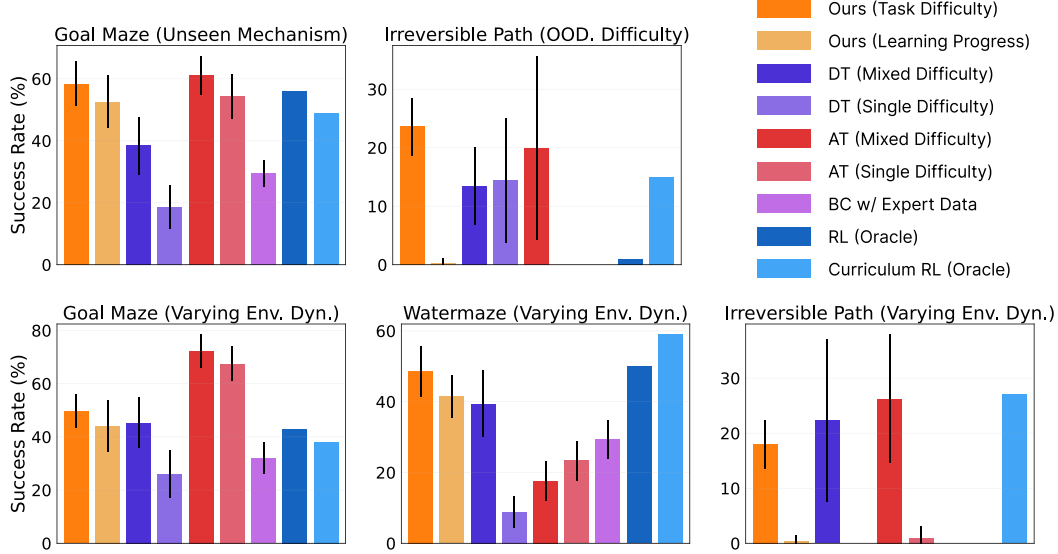 Goal Maze (Unseen Mechanism)
Irreversible Path (OOD. Difficulty)
Success Rate (%)
60
40
20
0
30
20
10
0
Ours (Task Difficulty)
Ours (Learning Progress)
DT (Mixed Difficulty)
DT (Single Difficulty)
AT (Mixed Difficulty)
AT (Single Difficulty)
BC w/ Expert Data
RL (Oracle)
Curriculum RL (Oracle)
Goal Maze (Varying Env. Dyn.)
Watermaze (Varying Env. Dyn.)
Irreversible Path (Varying Env. Dyn.)
Success Rate (%)
80
60
40
20
0
60
40
20
0
30
20
10
0